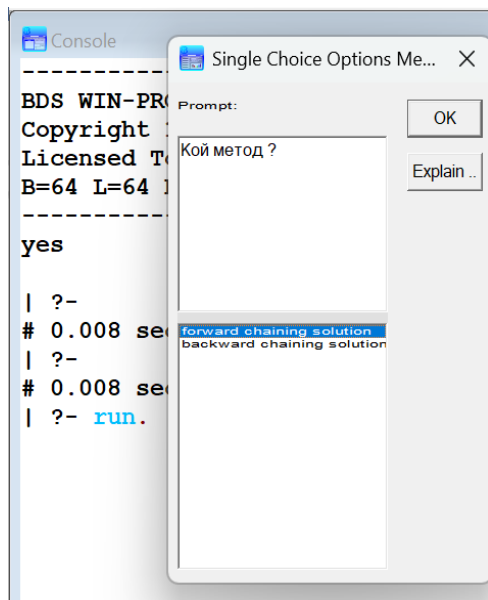 Console
BDS WIN-PR
Copyright
Licensed T
B=64 L=64
yes
| ?-
# 0.008 se
| ?-
# 0.008 se
| ?- run.
Single Choice Options Me...
Prompt:
OK
Кой метод ?
Explain ..
forward chaining solution
backward chaining solution